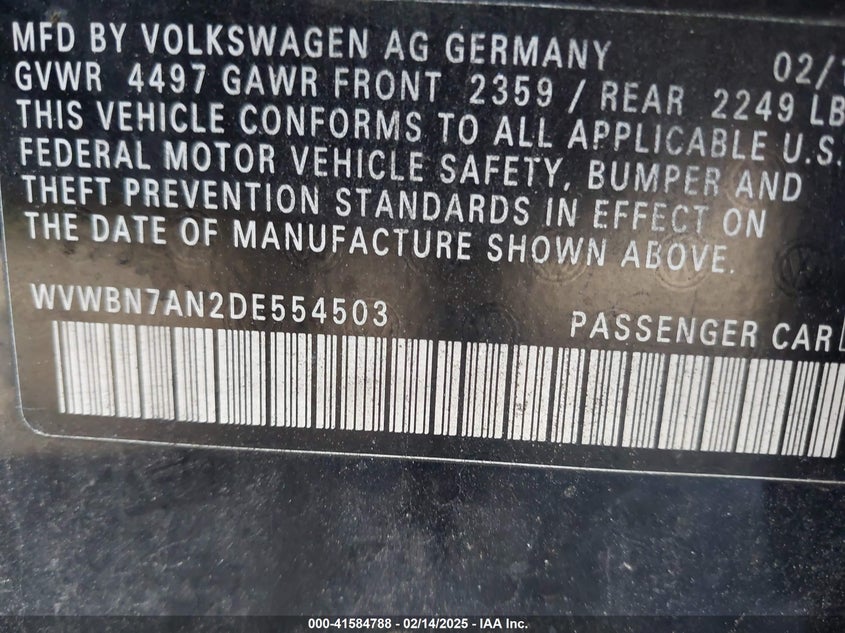 MFD BY VOLKSWAGEN AG GERMANY 02/1
GVWR 4497 GAWR FRONT 2359 / REAR 2249 LB
THIS VEHICLE CONFORMS TO ALL APPLICABLE U.S.
FEDERAL MOTOR VEHICLE SAFETY, BUMPER AND
THEFT PREVENTION STANDARDS IN EFFECT ON
THE DATE OF MANUFACTURE SHOWN ABOVE.
WVWBN7AN2DE554503 PASSENGER CAR
000-41584788 - 02/14/2025 - IAA Inc.